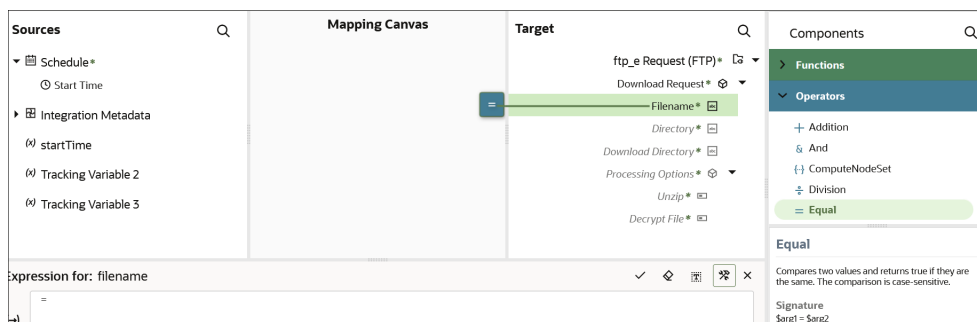 Sources
Schedule*
Start Time
Integration Metadata
(x) startTime
(x) Tracking Variable 2
(x) Tracking Variable 3
Mapping Canvas
=
Target
ftp_e Request (FTP)*
Download Request*
Filename*
Directory*
Download Directory*
Processing Options*
Unzip*
Decrypt File*
Components
Functions
Operators
Addition
& And
ComputeNodeSet
Division
= Equal
Equal
Compares two values and returns true if they are
the same. The comparison is case-sensitive.
Signature
$arg1 = $arg2
Expression for: filename
=